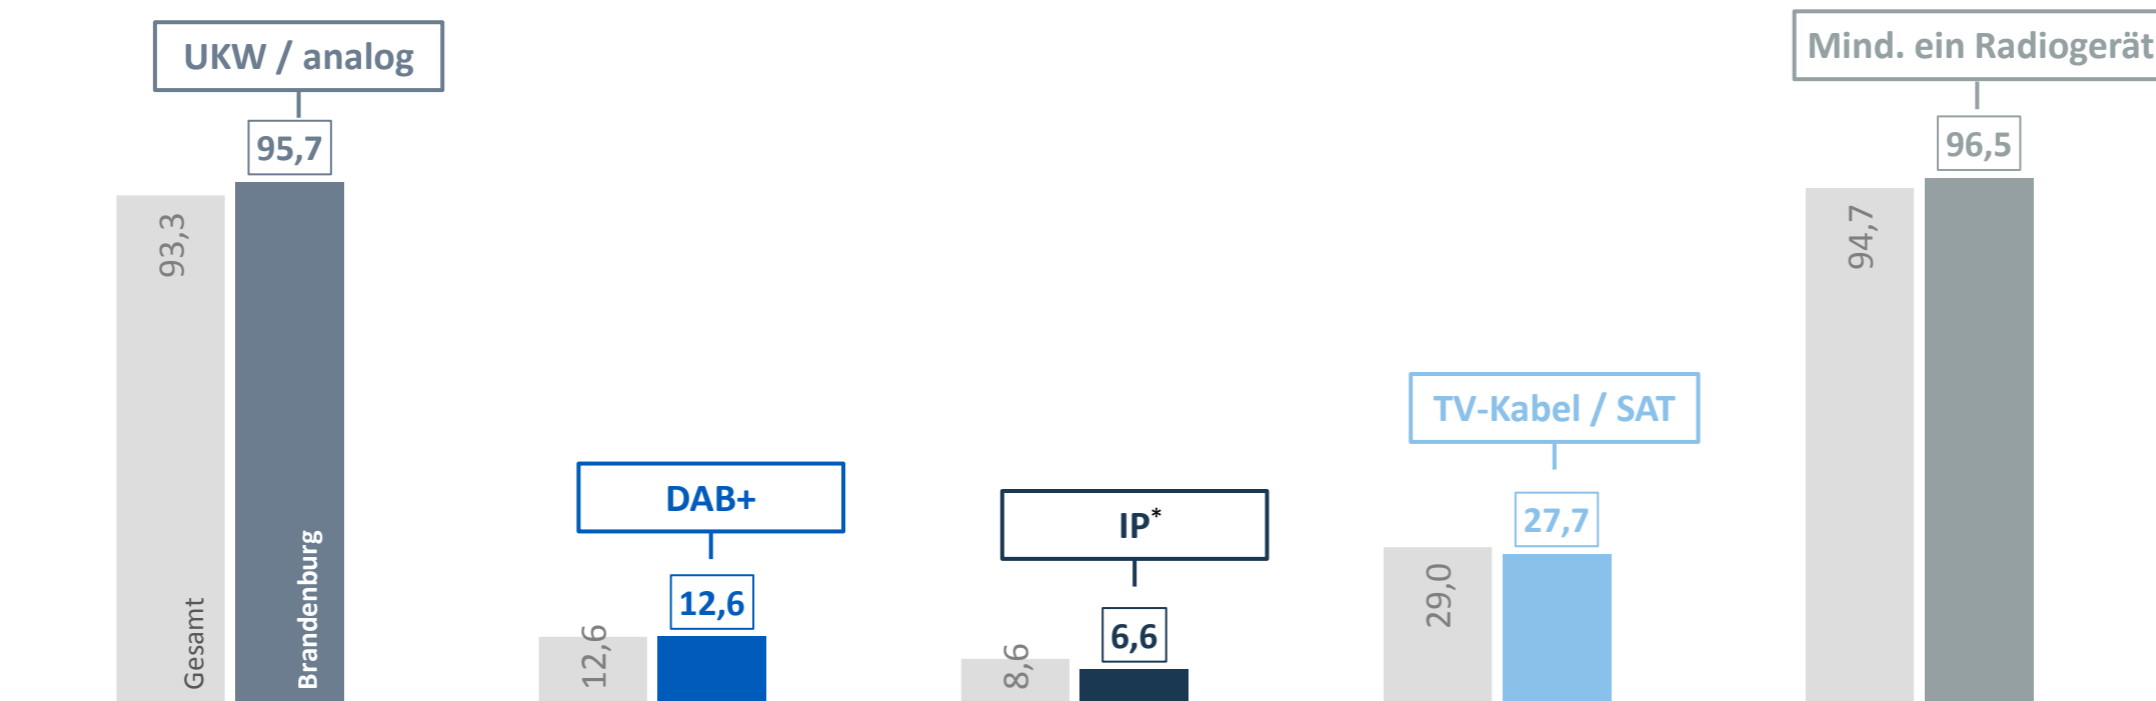 UKW / analog
95,7
93,3
Gesamt
Brandenburg
DAB+
12,6
12,6
IP*
6,6
8,6
TV-Kabel / SAT
27,7
29,0
Mind. ein Radiogerät
96,5
94,7